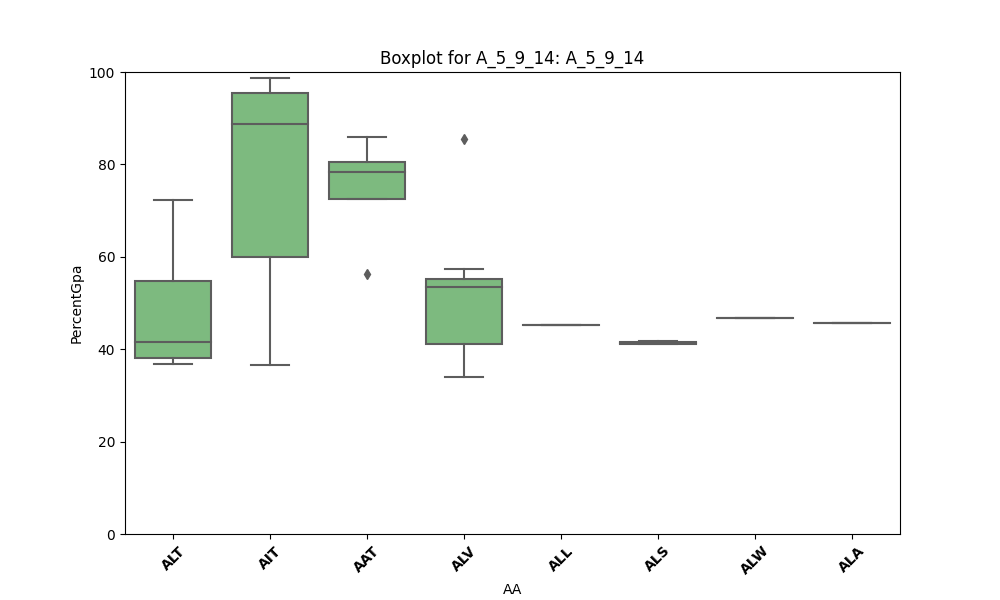 Boxplot for A_5_9_14: A_5_9_14
100
80
60
40
20
0
PercentGpa
ALT
AIT
AAT
ALV
ALL
ALS
ALW
ALA
AA